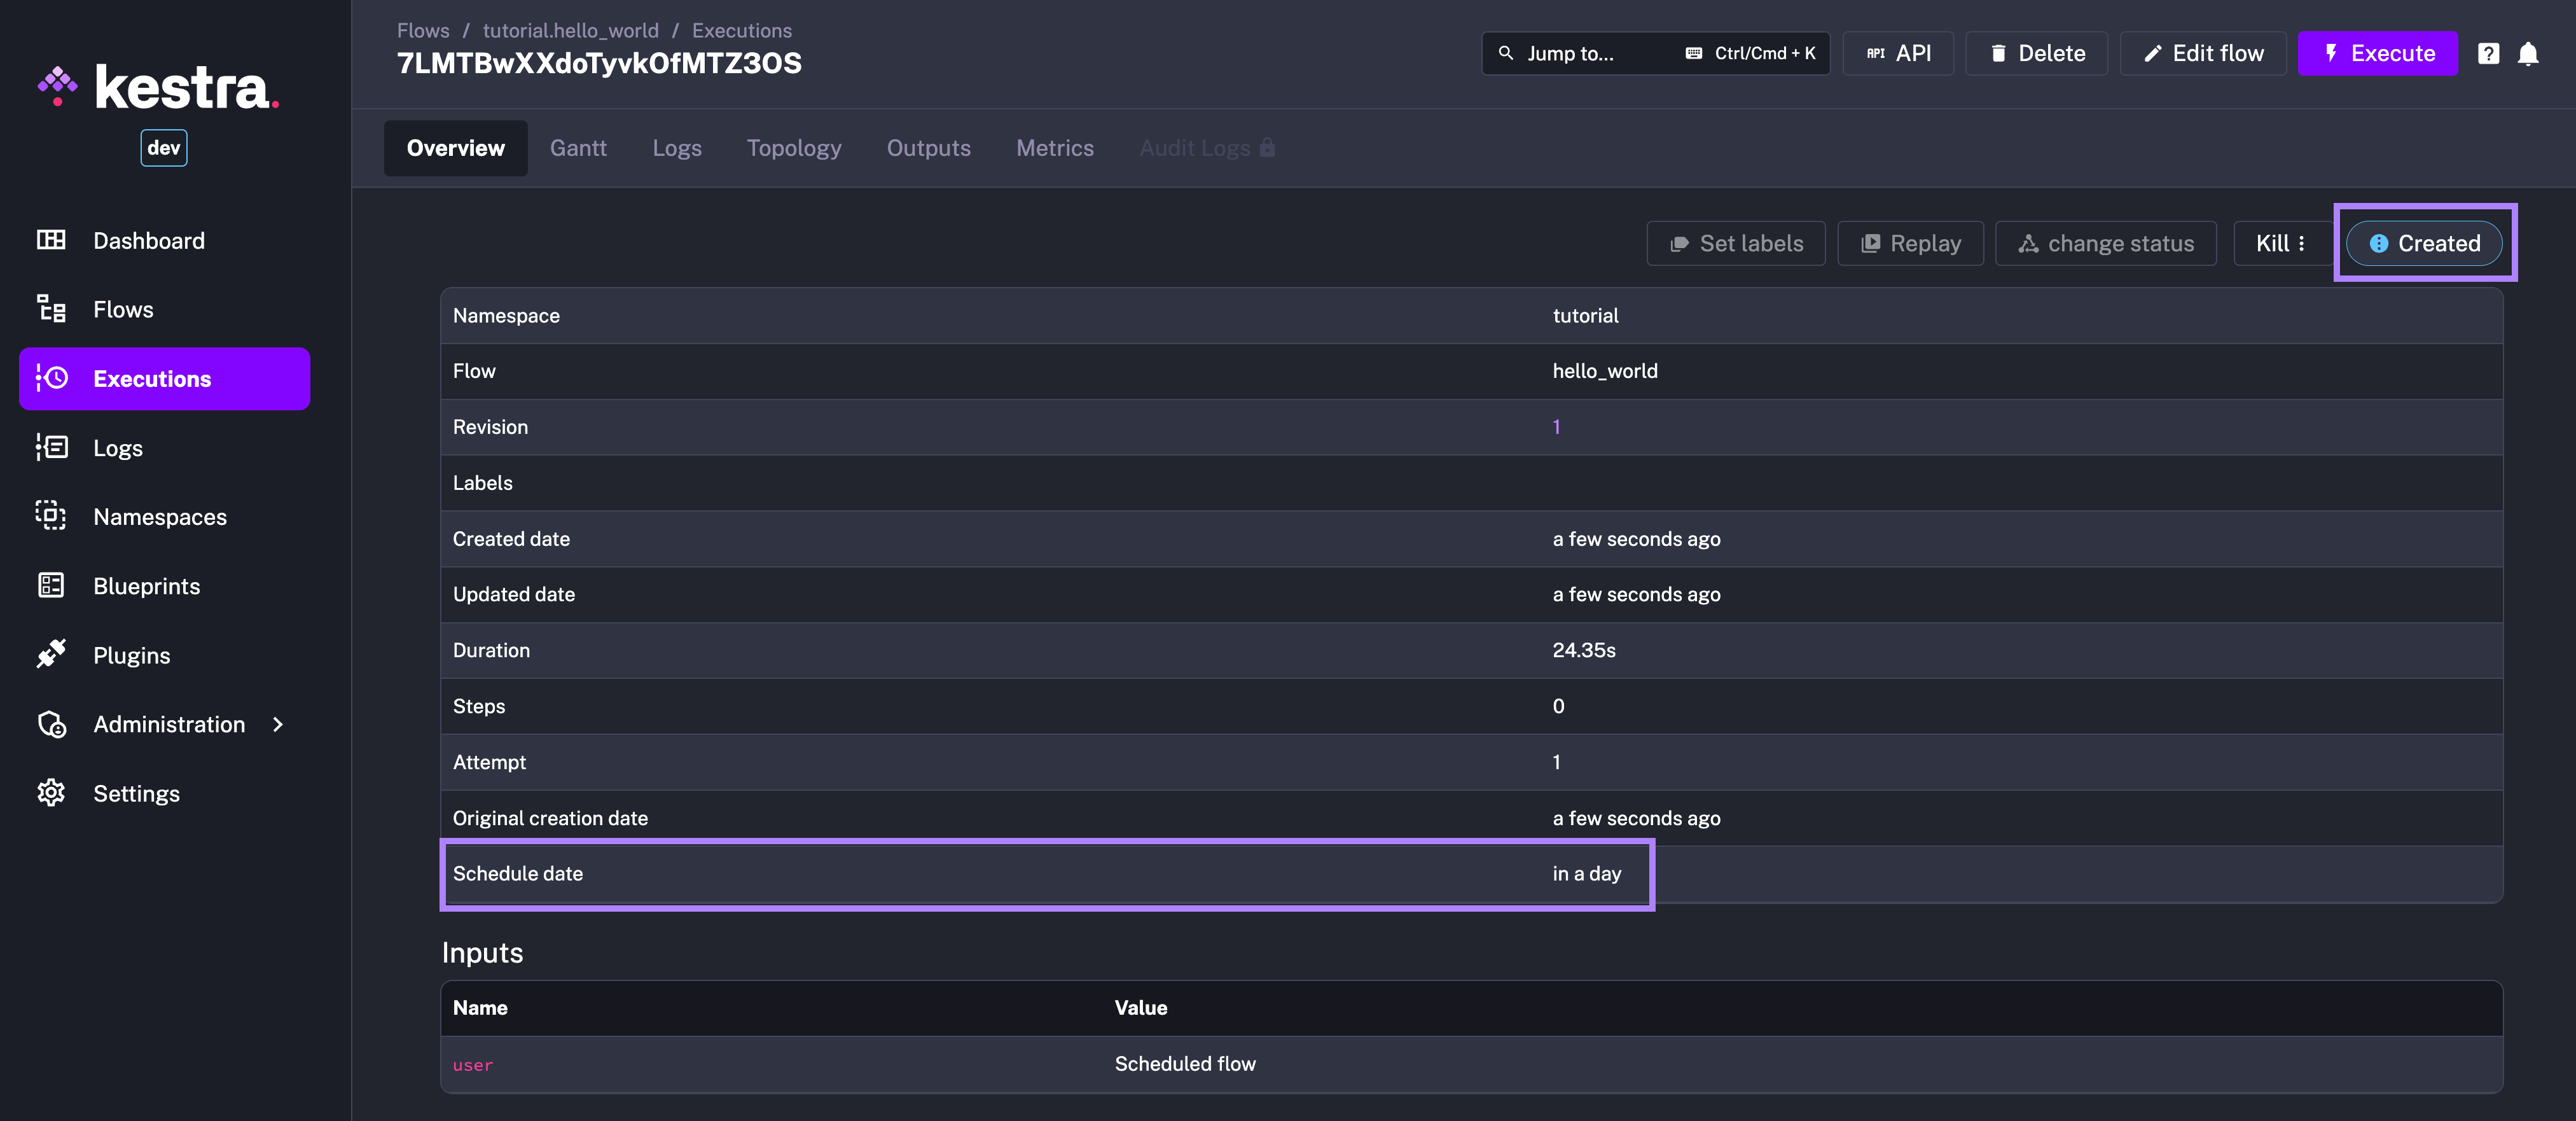 kestra.
dev
Dashboard
Flows
Executions
Logs
Namespaces
Blueprints
Plugins
Administration
Settings
Flows / tutorial.hello_world / Executions
7LMTBwXXdoTyvkOfMTZ3OS
Jump to... Ctrl/Cmd + K
API API
Delete
Edit flow
Execute
Overview Gantt Logs Topology Outputs Metrics Audit Logs
Set labels Replay change status Kill Created
Namespace tutorial
Flow hello_world
Revision 1
Labels
Created date a few seconds ago
Updated date a few seconds ago
Duration 24.35s
Steps 0
Attempt 1
Original creation date a few seconds ago
Schedule date in a day
Inputs
Name Value
user Scheduled flow